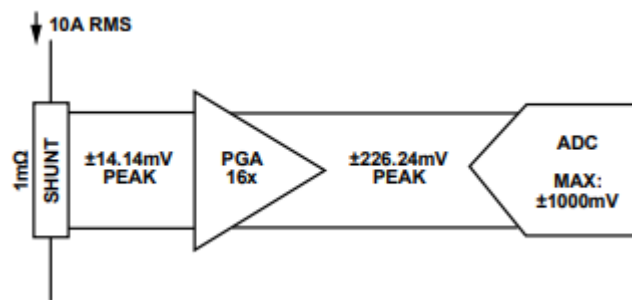 10A RMS
1mΩ
SHUNT
±14.14mV
PEAK
PGA
16x
±226.24mV
PEAK
ADC
MAX:
±1000mV